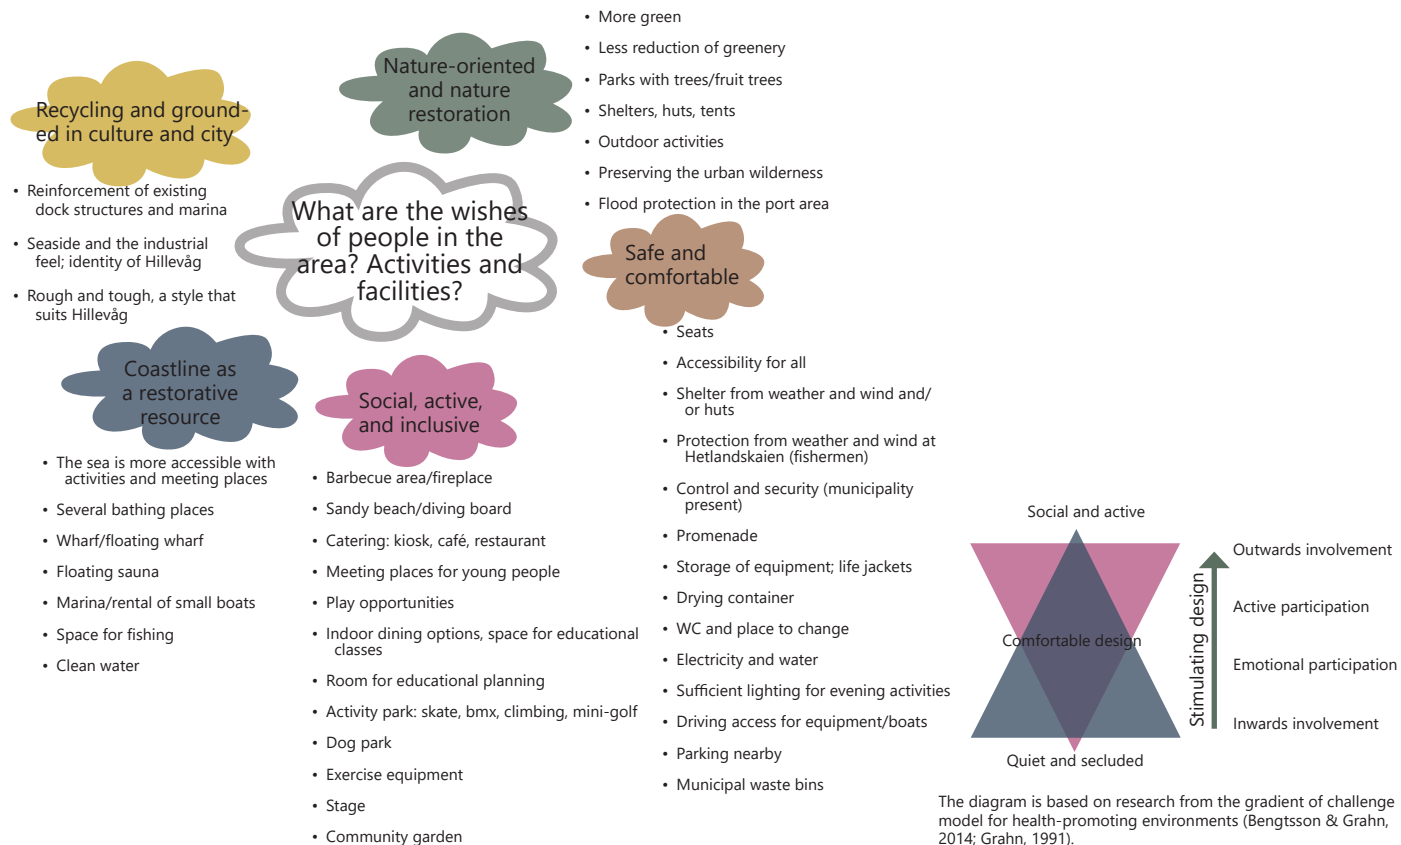 Recycling and ground-
ed in culture and city
• Reinforcement of existing
dock structures and marina
• Seaside and the industrial
feel; identity of Hillevåg
• Rough and tough, a style that
suits Hillevåg
Nature-oriented
and nature
restoration
• More green
• Less reduction of greenery
• Parks with trees/fruit trees
• Shelters, huts, tents
• Outdoor activities
• Preserving the urban wilderness
• Flood protection in the port area
What are the wishes
of people in the
area? Activities and
facilities?
Coastline as
a restorative
resource
• The sea is more accessible with
activities and meeting places
• Several bathing places
• Wharf/floating wharf
• Floating sauna
• Marina/rental of small boats
• Space for fishing
• Clean water
Social, active,
and inclusive
• Barbecue area/fireplace
• Sandy beach/diving board
• Catering: kiosk, café, restaurant
• Meeting places for young people
• Play opportunities
• Indoor dining options, space for educational
classes
• Room for educational planning
• Activity park: skate, bmx, climbing, mini-golf
• Dog park
• Exercise equipment
• Stage
• Community garden
Safe and
comfortable
• Seats
• Accessibility for all
• Shelter from weather and wind and/
or huts
• Protection from weather and wind at
Hetlandskaien (fishermen)
• Control and security (municipality
present)
• Promenade
• Storage of equipment; life jackets
• Drying container
• WC and place to change
• Electricity and water
• Sufficient lighting for evening activities
• Driving access for equipment/boats
• Parking nearby
• Municipal waste bins
Social and active
Comfortable design
Quiet and secluded
Stimulating design
Outwards involvement
Active participation
Emotional participation
Inwards involvement
The diagram is based on research from the gradient of challenge
model for health-promoting environments (Bengtsson & Grahn,
2014; Grahn, 1991).